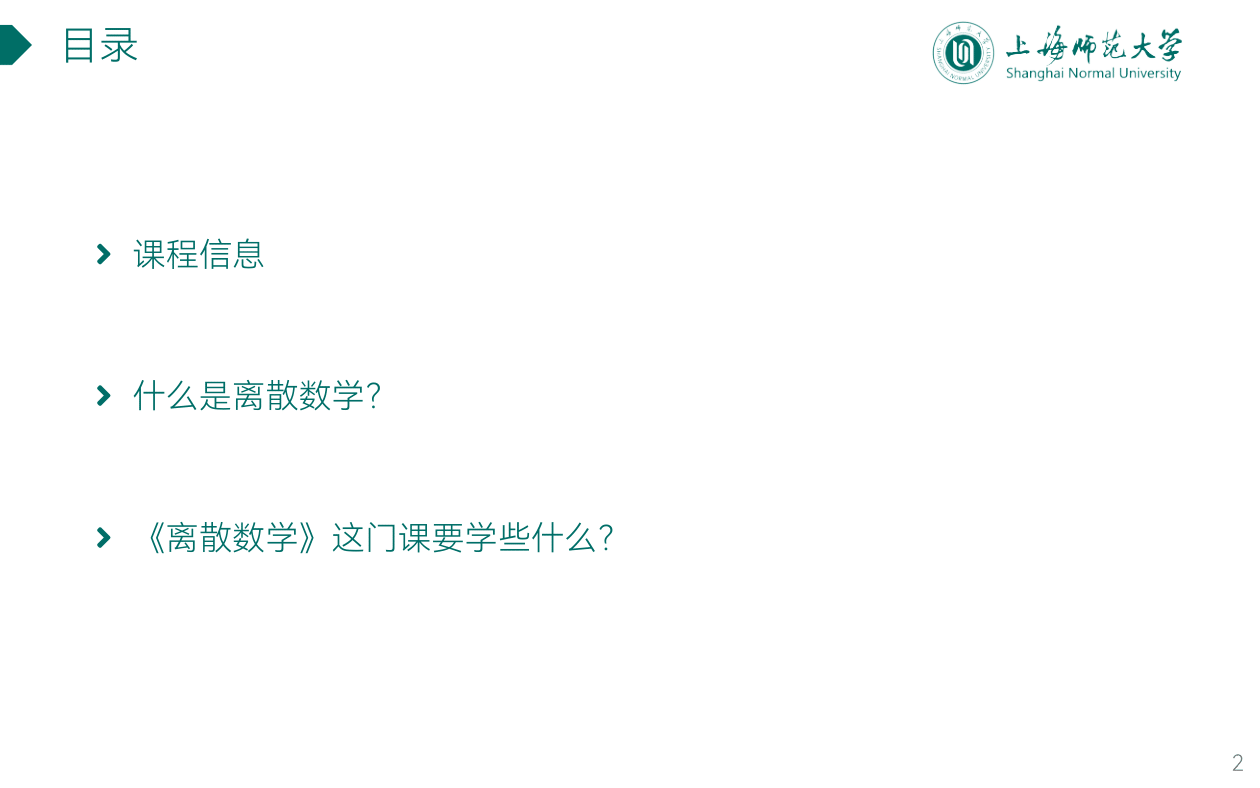 目录
上海师范大学
Shanghai Normal University
课程信息
什么是离散数学?
《离散数学》这门课要学些什么?
2